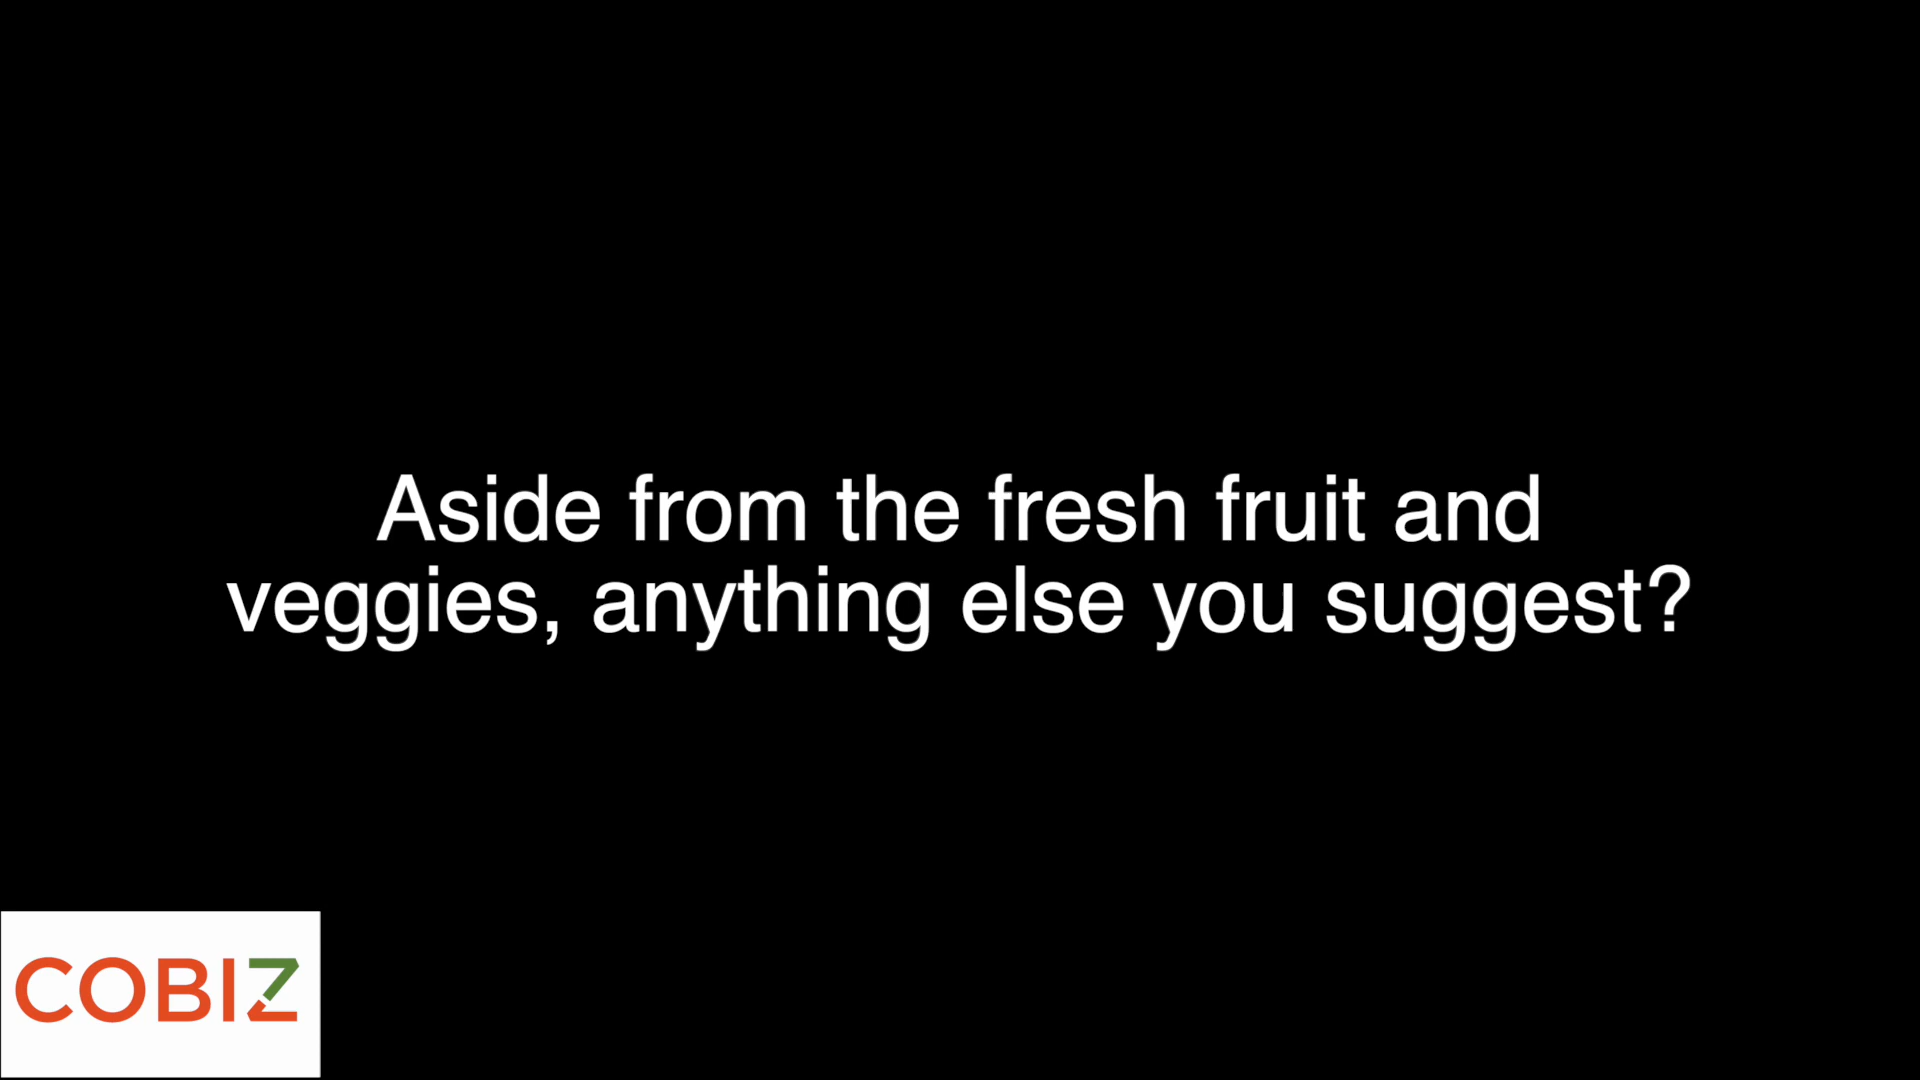 Aside from the fresh fruit and
veggies, anything else you suggest?
COBIZ